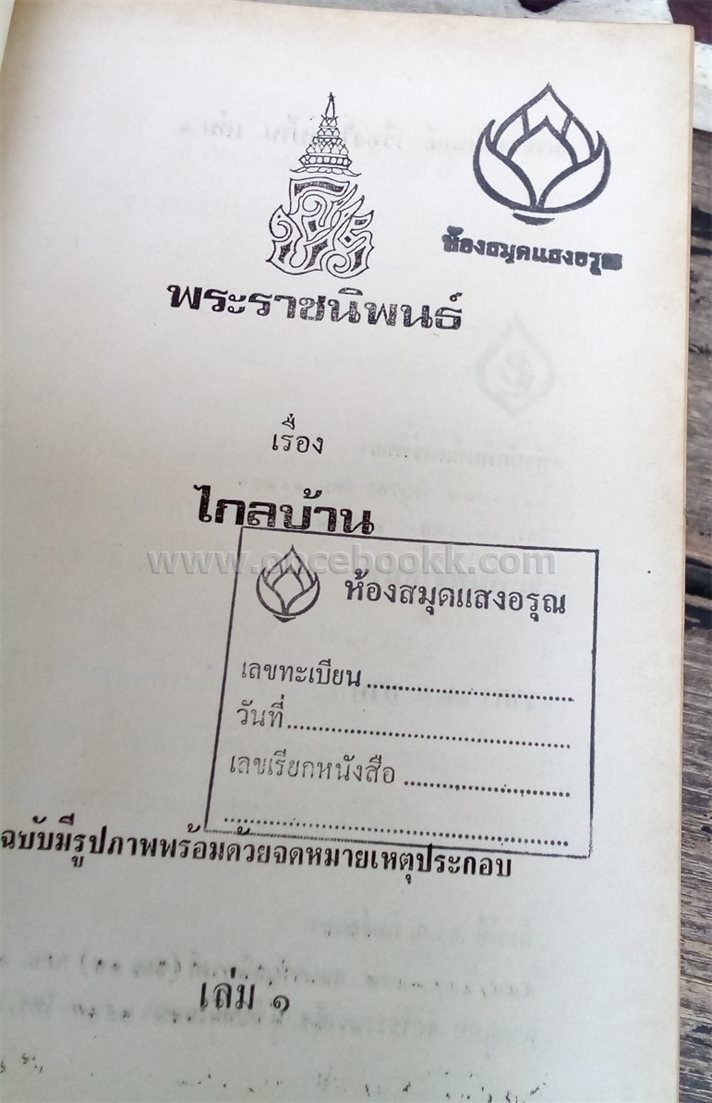 ห้องสมุดแสงอรุณ
พระราชนิพนธ์
เรื่อง
ไกลบ้าน
www.oncebookk.com
ห้องสมุดแสงอรุณ
เลขทะเบียน
วันที่
เลขเรียกหนังสือ
ฉบับมีรูปภาพพร้อมด้วยจดหมายเหตุประกอบ
เล่ม ๑